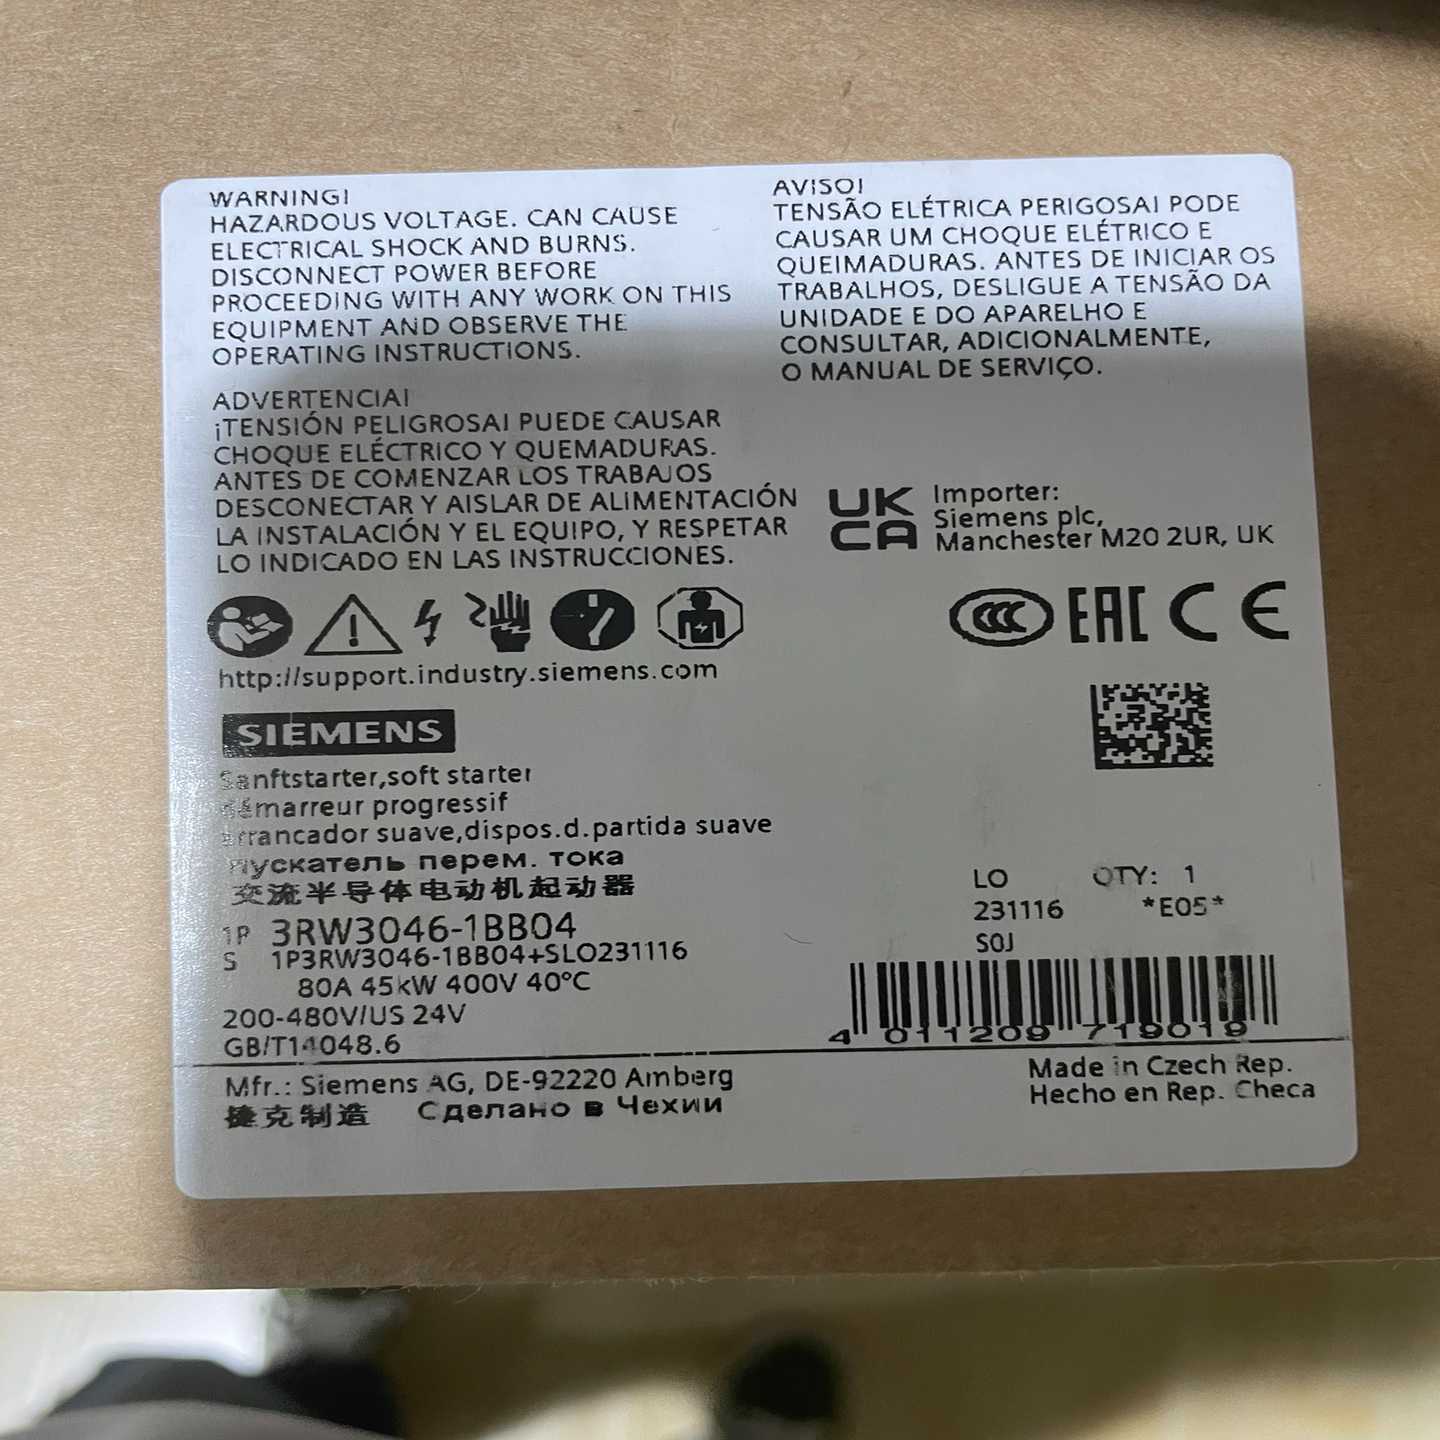 WARNING!
HAZARDOUS VOLTAGE. CAN CAUSE
ELECTRICAL SHOCK AND BURNS.
DISCONNECT POWER BEFORE
PROCEEDING WITH ANY WORK ON THIS
EQUIPMENT AND OBSERVE THE
OPERATING INSTRUCTIONS.
ADVERTENCIA!
¡TENSIÓN PELIGROSA! PUEDE CAUSAR
CHOQUE ELÉCTRICO Y QUEMADURAS.
ANTES DE COMENZAR LOS TRABAJOS
DESCONECTAR Y AISLAR DE ALIMENTACIÓN
LA INSTALACIÓN Y EL EQUIPO, Y RESPETAR
LO INDICADO EN LAS INSTRUCCIONES.
AVISO!
TENSÃO ELÉTRICA PERIGOSA! PODE
CAUSAR UM CHOQUE ELÉTRICO E
QUEIMADURAS. ANTES DE INICIAR OS
TRABALHOS, DESLIGUE A TENSÃO DA
UNIDADE E DO APARELHO E
CONSULTAR, ADICIONALMENTE,
O MANUAL DE SERVIÇO.
UK
CA
Importer:
Siemens plc,
Manchester M20 2UR, UK
CCC EAC CE
http://support.industry.siemens.com
SIEMENS
Sanftstarter,soft starter
démarreur progressif
arrancador suave,dispos.d.partida suave
пускатель перем. тока
交流半导体电动机起动器
1P 3RW3046-1BB04
S 1P3RW3046-1BB04+SLO231116
80A 45kW 400V 40°C
200-480V/US 24V
GB/T14048.6
LO QTY: 1
231116 *E05*
S0J
4 011209 719019
Mfr.: Siemens AG, DE-92220 Amberg
捷克制造 Сделано в Чехии
Made in Czech Rep.
Hecho en Rep. Checa